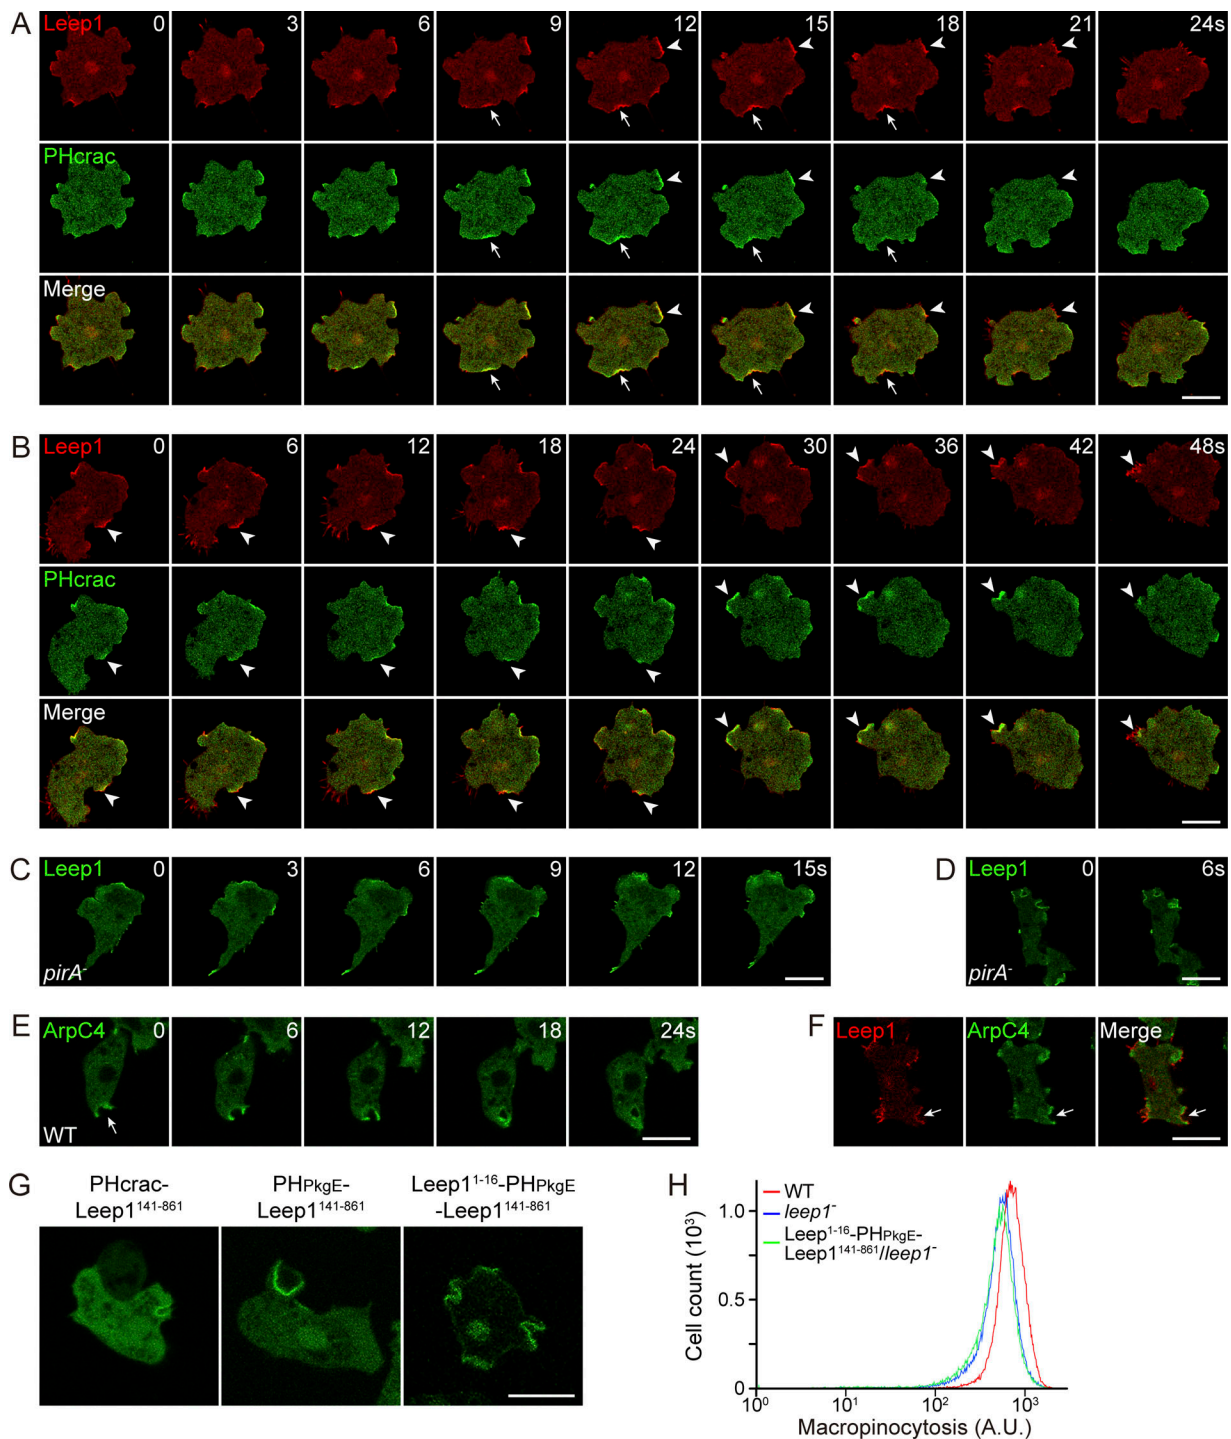 A
Leep1 0 3 6 9 12 15 18 21 24s
PHcrac
Merge
B
Leep1 0 6 12 18 24 30 36 42 48s
PHcrac
Merge
C
Leep1 0 3 6 9 12 15s
pirA-
D
Leep1 0 6s
pirA-
E
ArpC4 0 6 12 18 24s
WT
F
Leep1 ArpC4 Merge
G
PHcrac-
Leep1¹⁴¹⁻⁸⁶¹
PHPkgE-
Leep1¹⁴¹⁻⁸⁶¹
Leep1¹⁻¹⁶-PHPkgE
-Leep1¹⁴¹⁻⁸⁶¹
H
WT
leep1⁻
Leep¹⁻¹⁶-PHPkgE-
Leep1¹⁴¹⁻⁸⁶¹/leep1⁻
Cell count (10³)
1.0
0.5
0
10⁰ 10¹ 10² 10³
Macropinocytosis (A.U.)